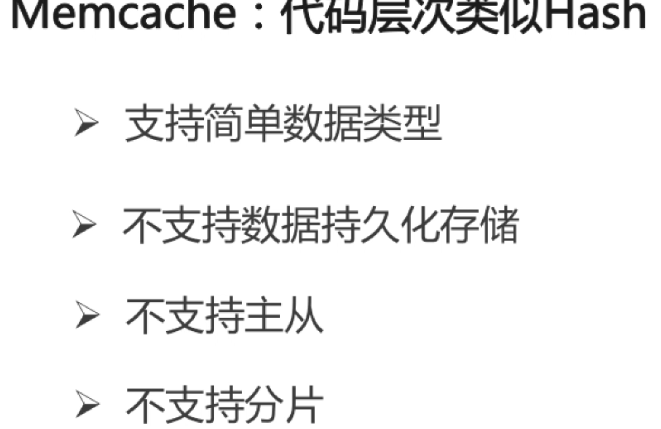 Memcache：代码层次类似Hash
➢ 支持简单数据类型
➢ 不支持数据持久化存储
➢ 不支持主从
➢ 不支持分片